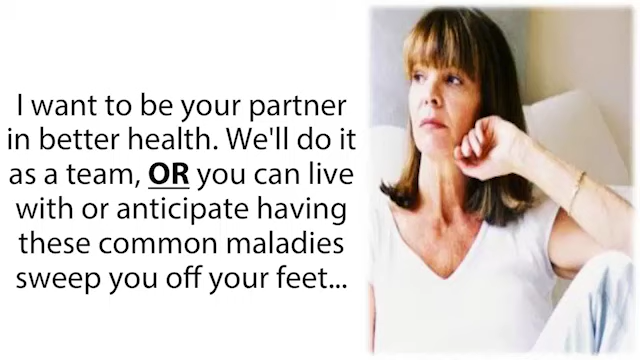 I want to be your partner
in better health. We'll do it
as a team, OR you can live
with or anticipate having
these common maladies
sweep you off your feet...